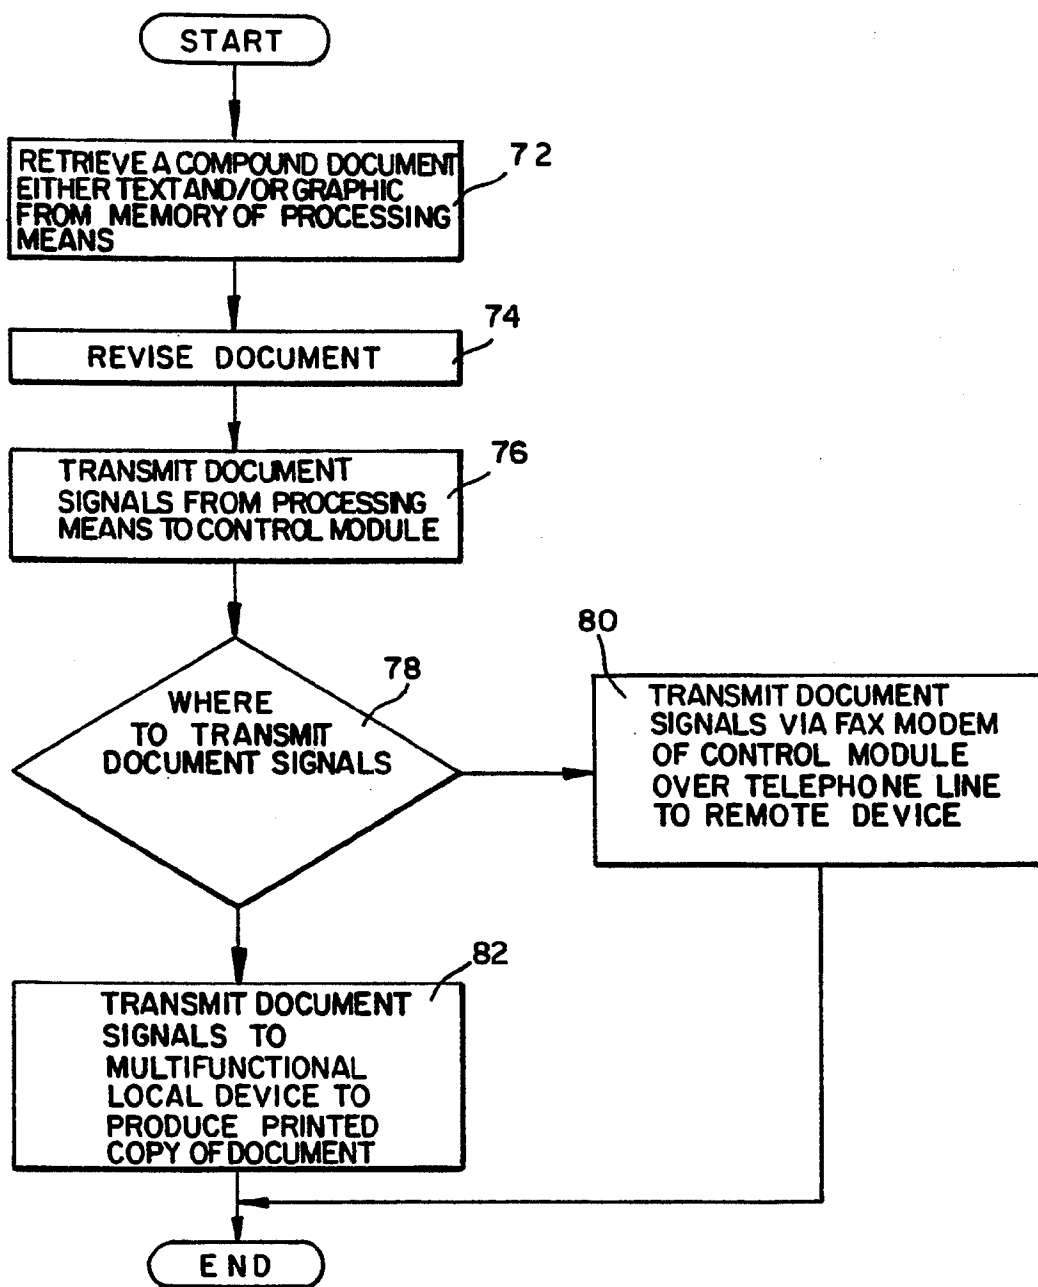 START
RETRIEVE A COMPOUND DOCUMENT
EITHER TEXT AND/OR GRAPHIC
FROM MEMORY OF PROCESSING
MEANS
72
REVISE DOCUMENT
74
TRANSMIT DOCUMENT
SIGNALS FROM PROCESSING
MEANS TO CONTROL MODULE
76
WHERE
TO TRANSMIT
DOCUMENT SIGNALS
78
80
TRANSMIT DOCUMENT
SIGNALS VIA FAX MODEM
OF CONTROL MODULE
OVER TELEPHONE LINE
TO REMOTE DEVICE
82
TRANSMIT DOCUMENT
SIGNALS TO
MULTIFUNCTIONAL
LOCAL DEVICE TO
PRODUCE PRINTED
COPY OF DOCUMENT
END